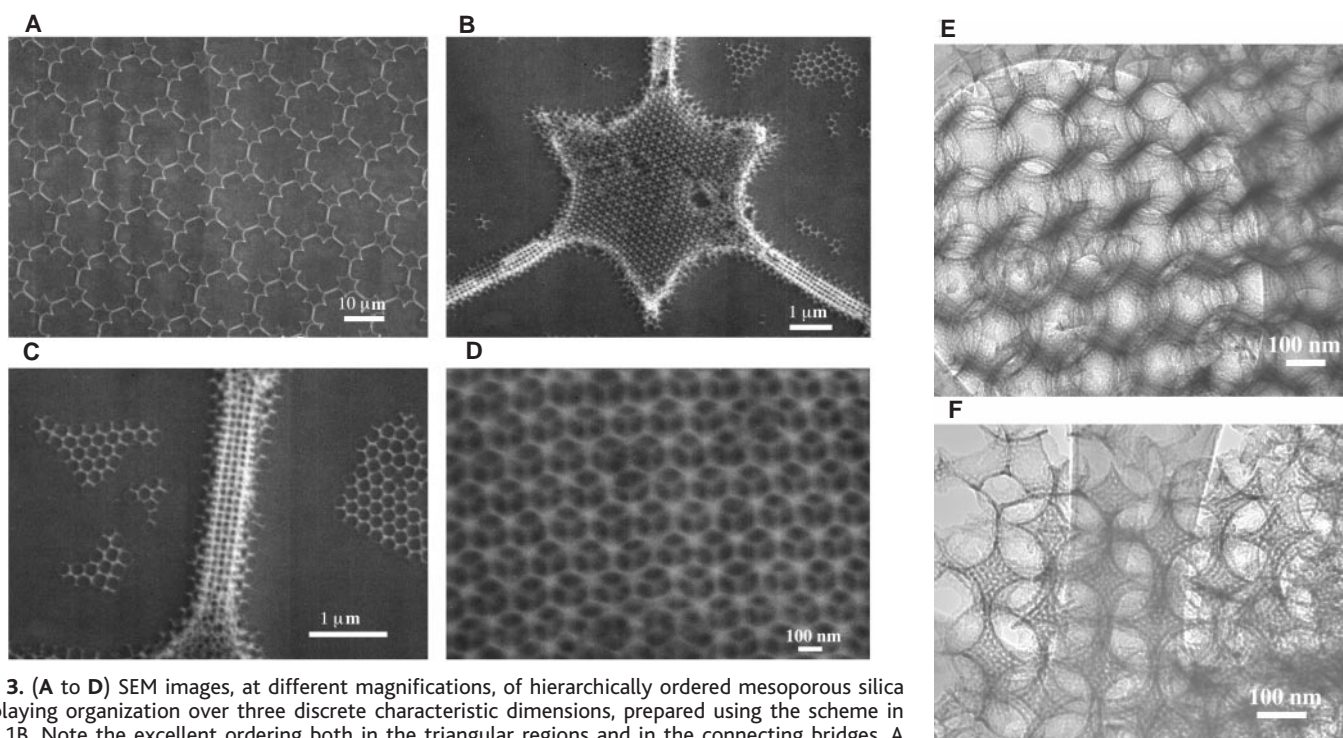 A
B
E
10 μm
1 μm
100 nm
C
D
F
1 μm
100 nm
100 nm
3. (A to D) SEM images, at different magnifications, of hierarchically ordered mesoporous silica
playing organization over three discrete characteristic dimensions, prepared using the scheme in
1B. Note the excellent ordering both in the triangular regions and in the connecting bridges. A